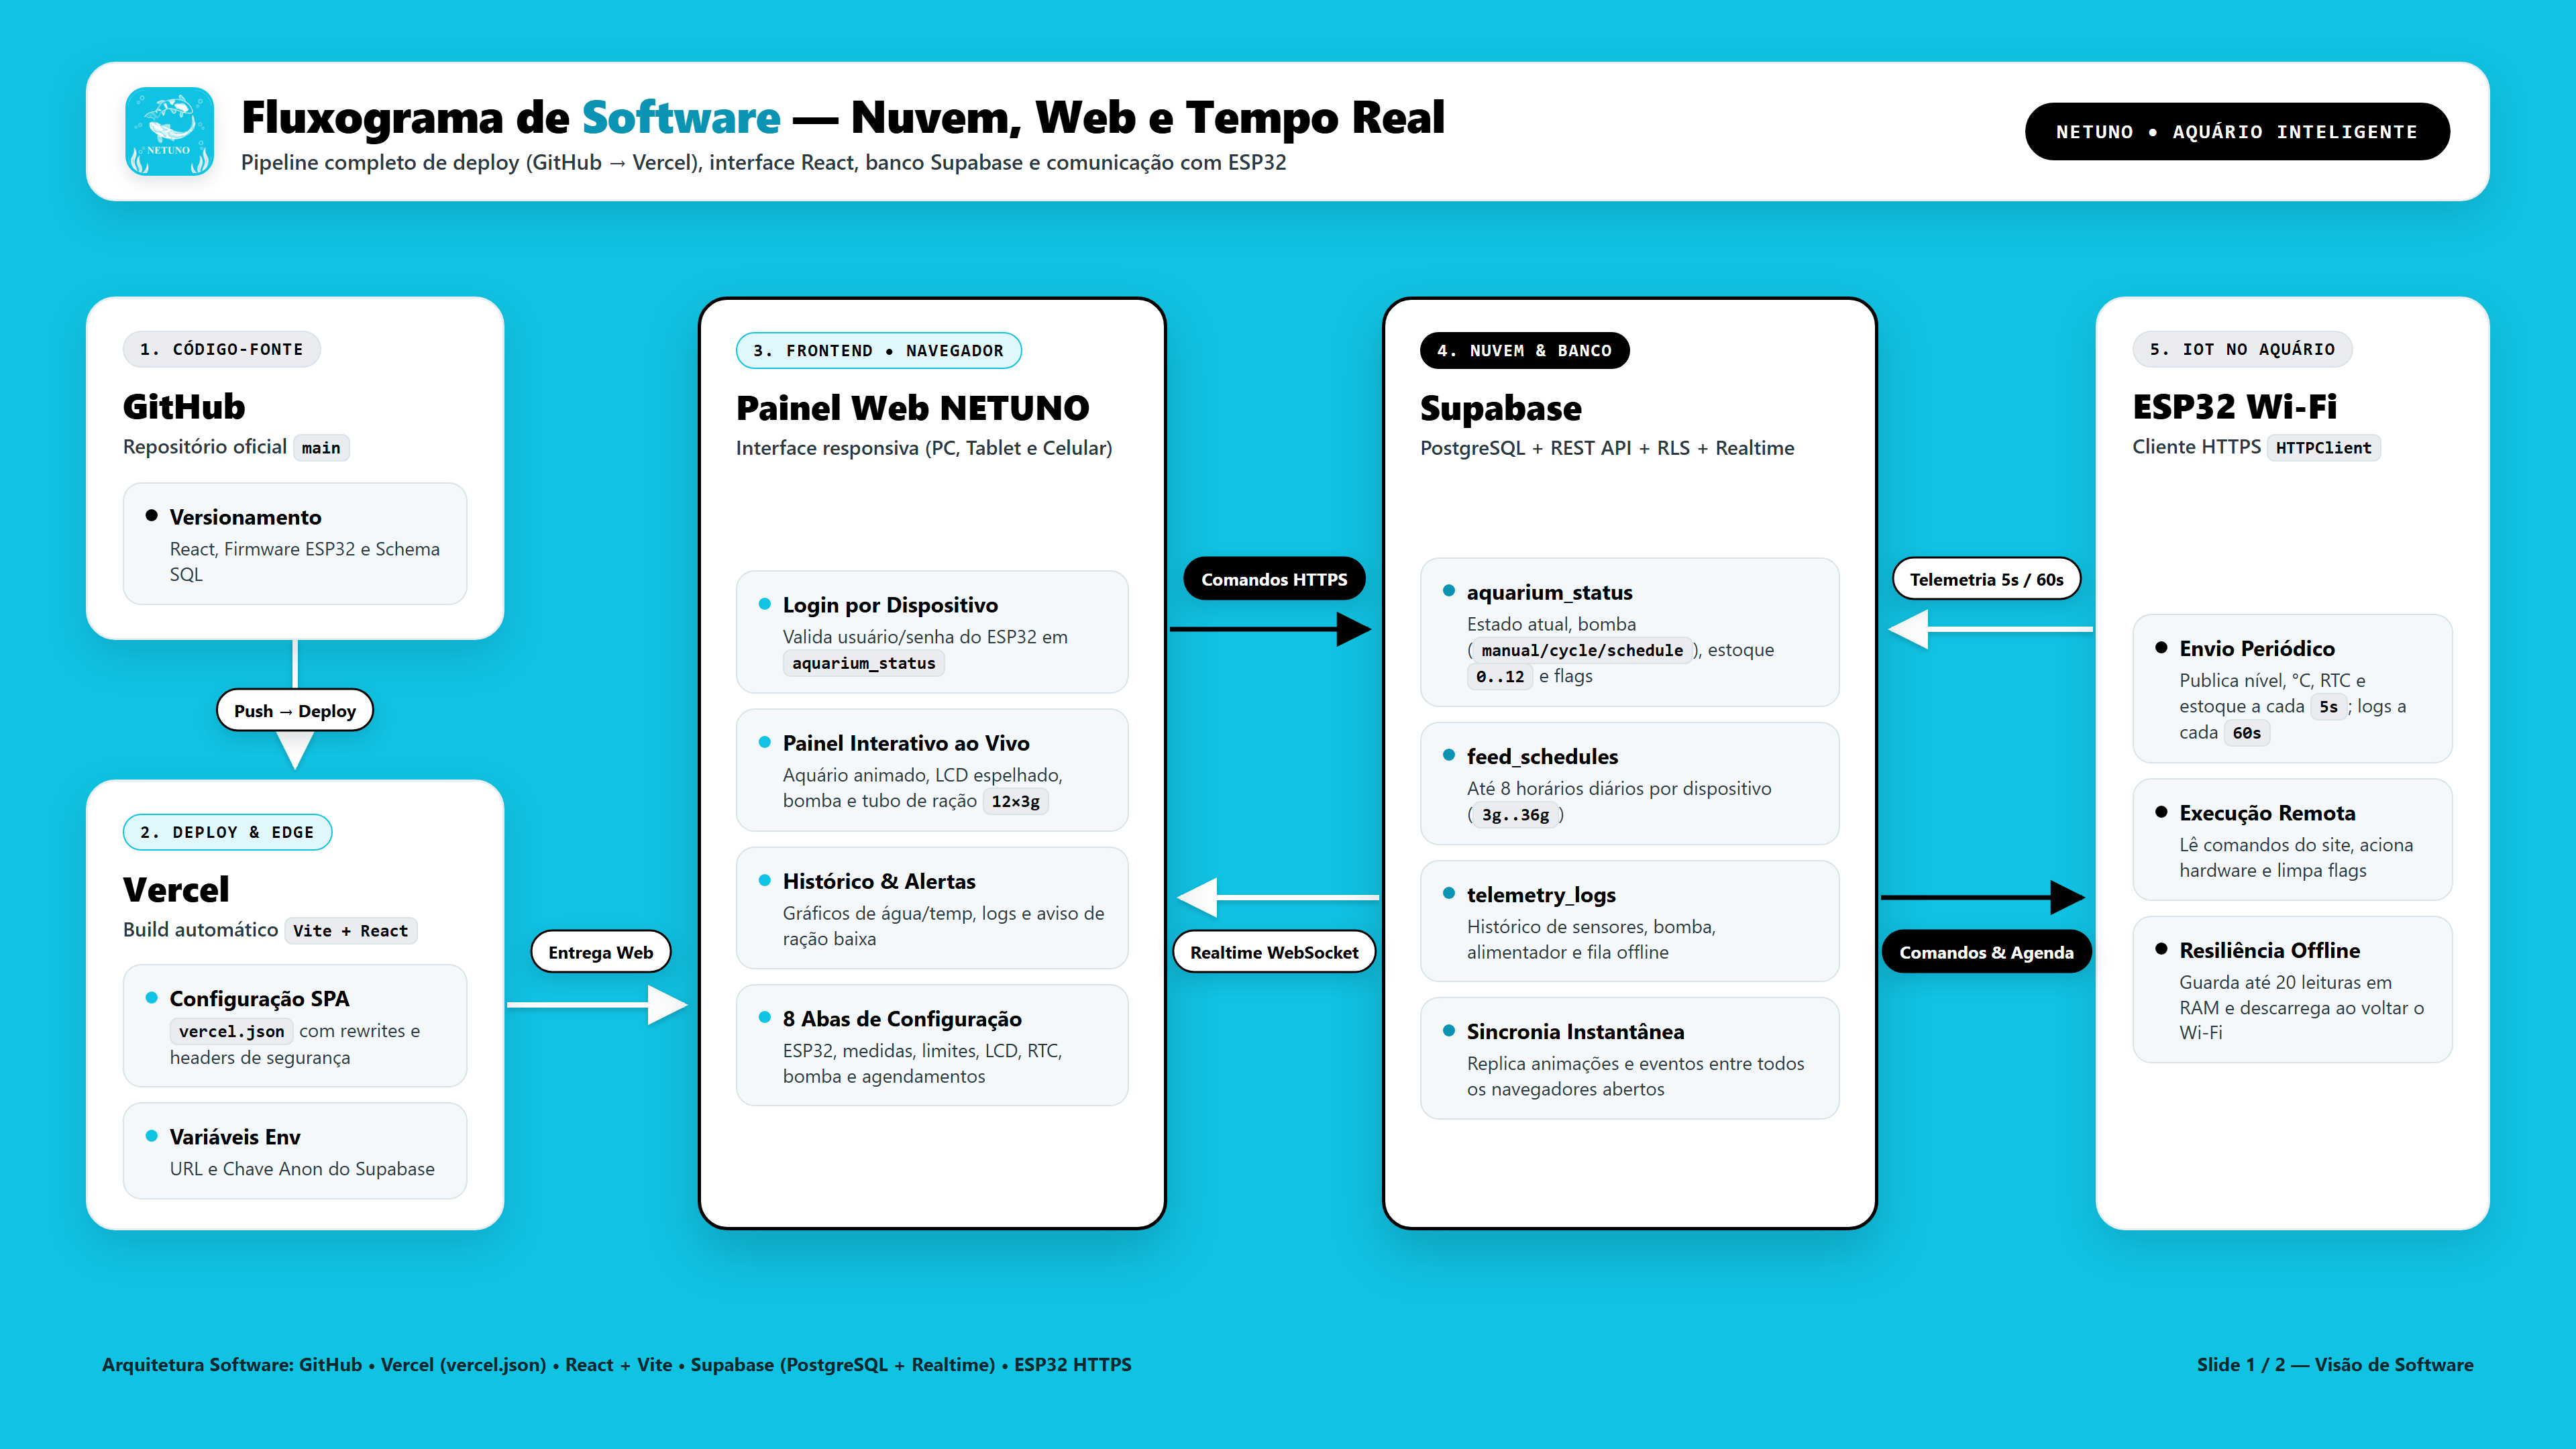 NETUNO
Fluxograma de Software — Nuvem, Web e Tempo Real
Pipeline completo de deploy (GitHub → Vercel), interface React, banco Supabase e comunicação com ESP32
NETUNO • AQUÁRIO INTELIGENTE
1. CÓDIGO-FONTE
GitHub
Repositório oficial main
Versionamento
React, Firmware ESP32 e Schema
SQL
Push → Deploy
2. DEPLOY & EDGE
Vercel
Build automático Vite + React
Configuração SPA
vercel.json com rewrites e
headers de segurança
Variáveis Env
URL e Chave Anon do Supabase
Entrega Web
3. FRONTEND • NAVEGADOR
Painel Web NETUNO
Interface responsiva (PC, Tablet e Celular)
Login por Dispositivo
Valida usuário/senha do ESP32 em
aquarium_status
Painel Interativo ao Vivo
Aquário animado, LCD espelhado,
bomba e tubo de ração 12×3g
Histórico & Alertas
Gráficos de água/temp, logs e aviso de
ração baixa
8 Abas de Configuração
ESP32, medidas, limites, LCD, RTC,
bomba e agendamentos
Comandos HTTPS
Realtime WebSocket
4. NUVEM & BANCO
Supabase
PostgreSQL + REST API + RLS + Realtime
aquarium_status
Estado atual, bomba
(manual/cycle/schedule), estoque
0..12 e flags
feed_schedules
Até 8 horários diários por dispositivo
(3g..36g)
telemetry_logs
Histórico de sensores, bomba,
alimentador e fila offline
Sincronia Instantânea
Replica animações e eventos entre todos
os navegadores abertos
Telemetria 5s / 60s
Comandos & Agenda
5. IOT NO AQUÁRIO
ESP32 Wi-Fi
Cliente HTTPS HTTPClient
Envio Periódico
Publica nível, °C, RTC e
estoque a cada 5s; logs a
cada 60s
Execução Remota
Lê comandos do site, aciona
hardware e limpa flags
Resiliência Offline
Guarda até 20 leituras em
RAM e descarrega ao voltar o
Wi-Fi
Arquitetura Software: GitHub • Vercel (vercel.json) • React + Vite • Supabase (PostgreSQL + Realtime) • ESP32 HTTPS
Slide 1 / 2 — Visão de Software